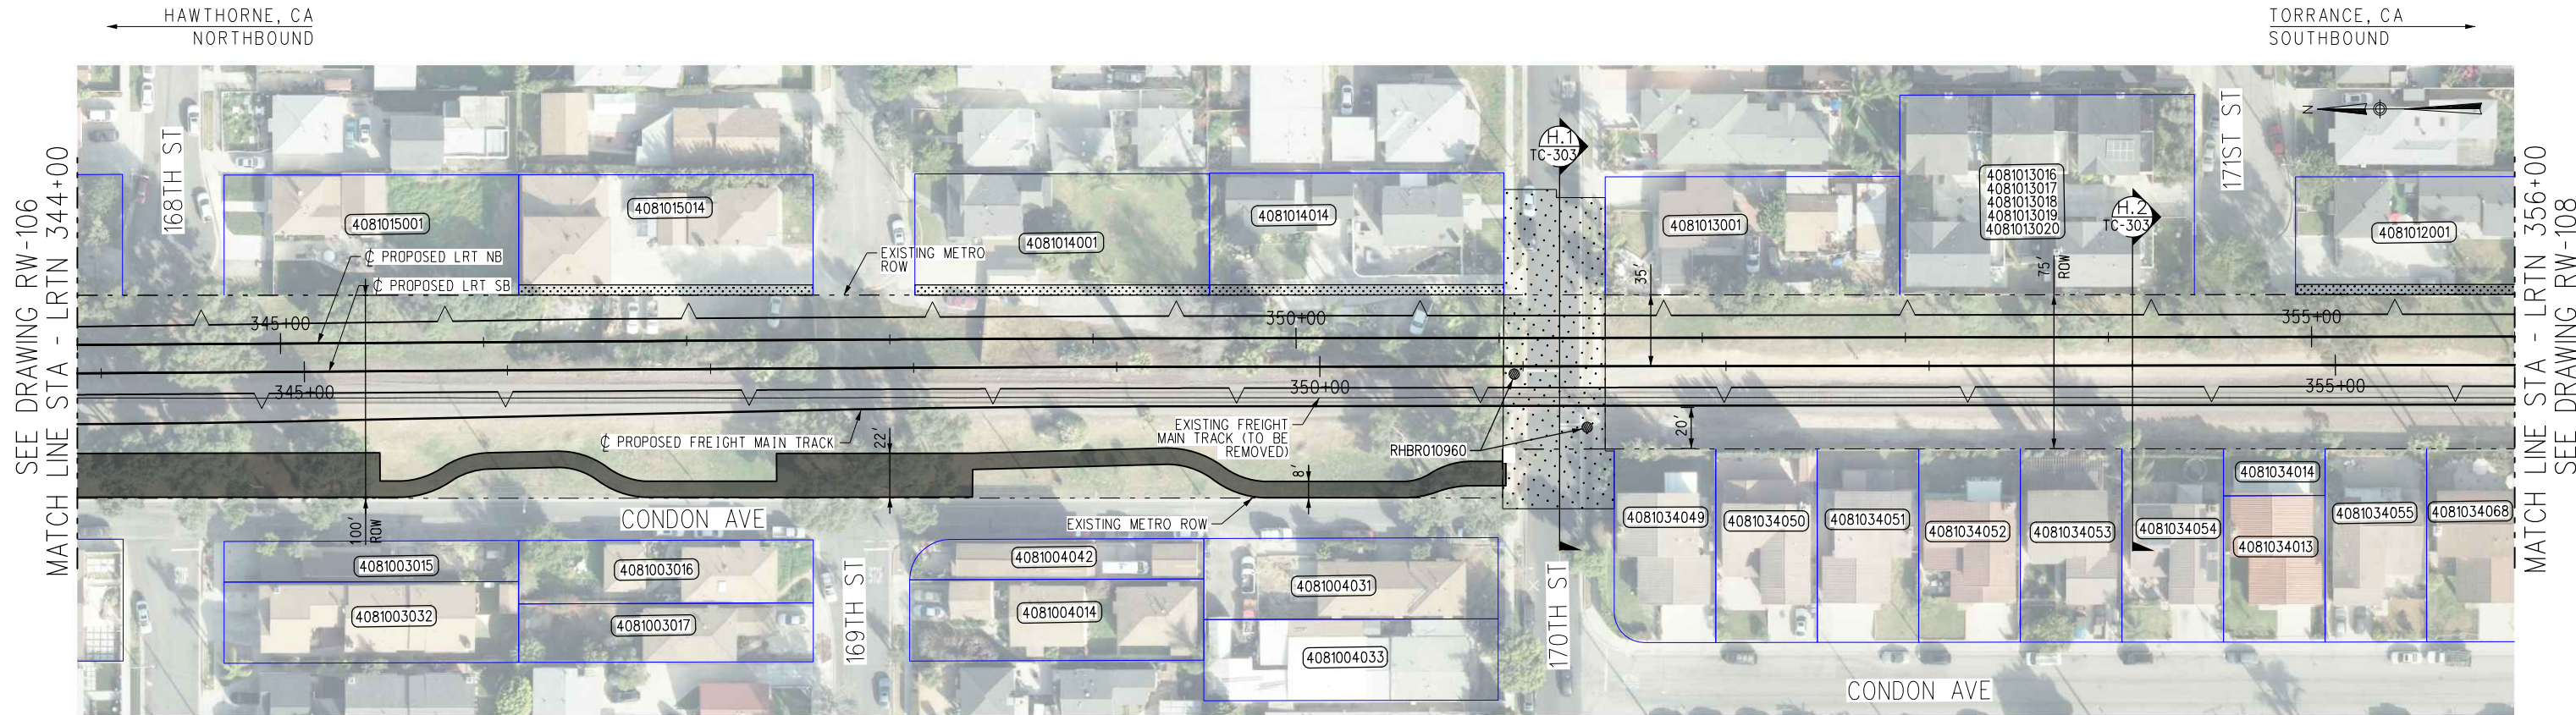 HAWTHORNE, CA
NORTHBOUND
TORRANCE, CA
SOUTHBOUND
SEE DRAWING RW-106
MATCH LINE STA - LRTN 344+00
168TH ST
4081015001
4081015014
℄ PROPOSED LRT NB
℄ PROPOSED LRT SB
EXISTING METRO
ROW
4081014001
4081014014
H.1
TC-303
4081013001
35'
4081013016
4081013017
4081013018
4081013019
4081013020
75'
ROW
H.2
TC-303
171ST ST
N
4081012001
345+00
350+00
355+00
345+00
350+00
355+00
℄ PROPOSED FREIGHT MAIN TRACK
22'
EXISTING FREIGHT
MAIN TRACK (TO BE
REMOVED)
8'
RHBR010960
20'
100'
ROW
CONDON AVE
EXISTING METRO ROW
4081003015
4081003016
4081003032
4081003017
169TH ST
4081004042
4081004014
4081004031
4081004033
170TH ST
4081034049
4081034050
4081034051
4081034052
4081034053
4081034054
4081034014
4081034013
4081034055
4081034068
CONDON AVE
MATCH LINE STA - LRTN 356+00
SEE DRAWING RW-108